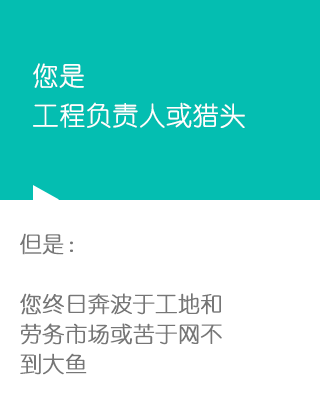 您是
工程负责人或猎头
但是：
您终日奔波于工地和
劳务市场或苦于网不
到大鱼